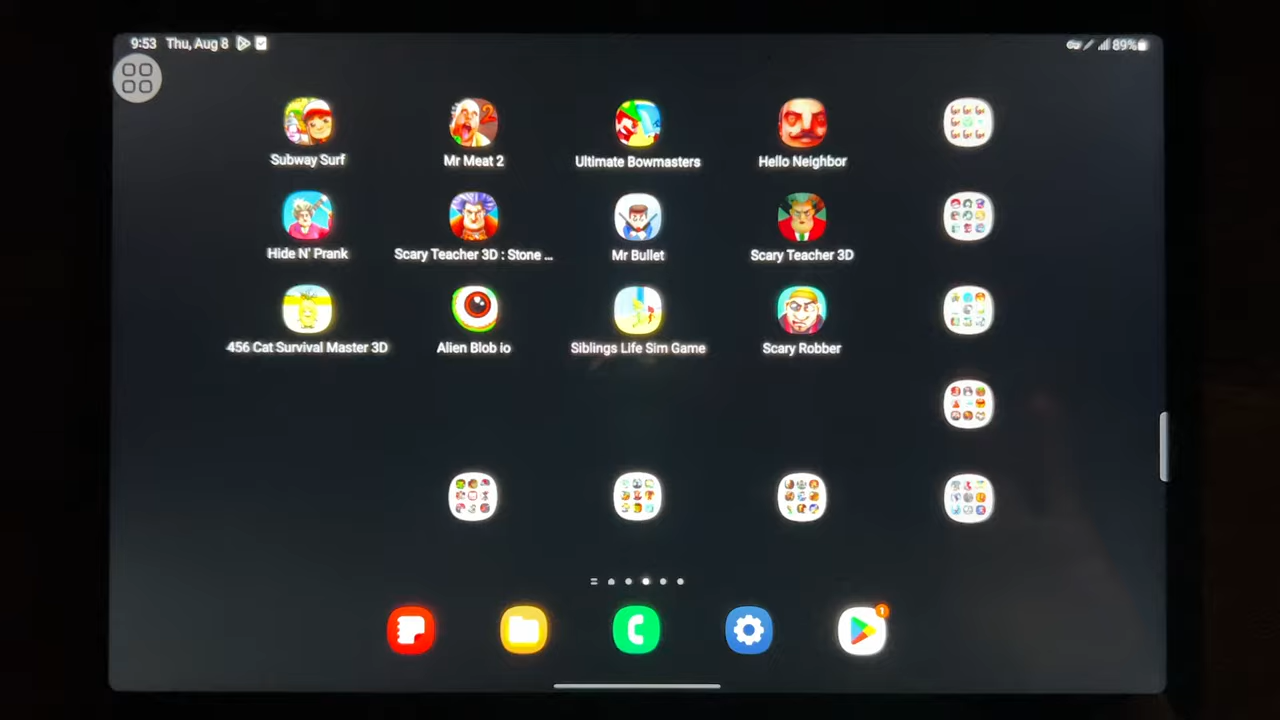 9:53 Thu, Aug 8 89%
Subway Surf Mr Meat 2 Ultimate Bowmasters Hello Neighbor
Hide N' Prank Scary Teacher 3D : Stone ... Mr Bullet Scary Teacher 3D
456 Cat Survival Master 3D Alien Blob io Siblings Life Sim Game Scary Robber
2
1